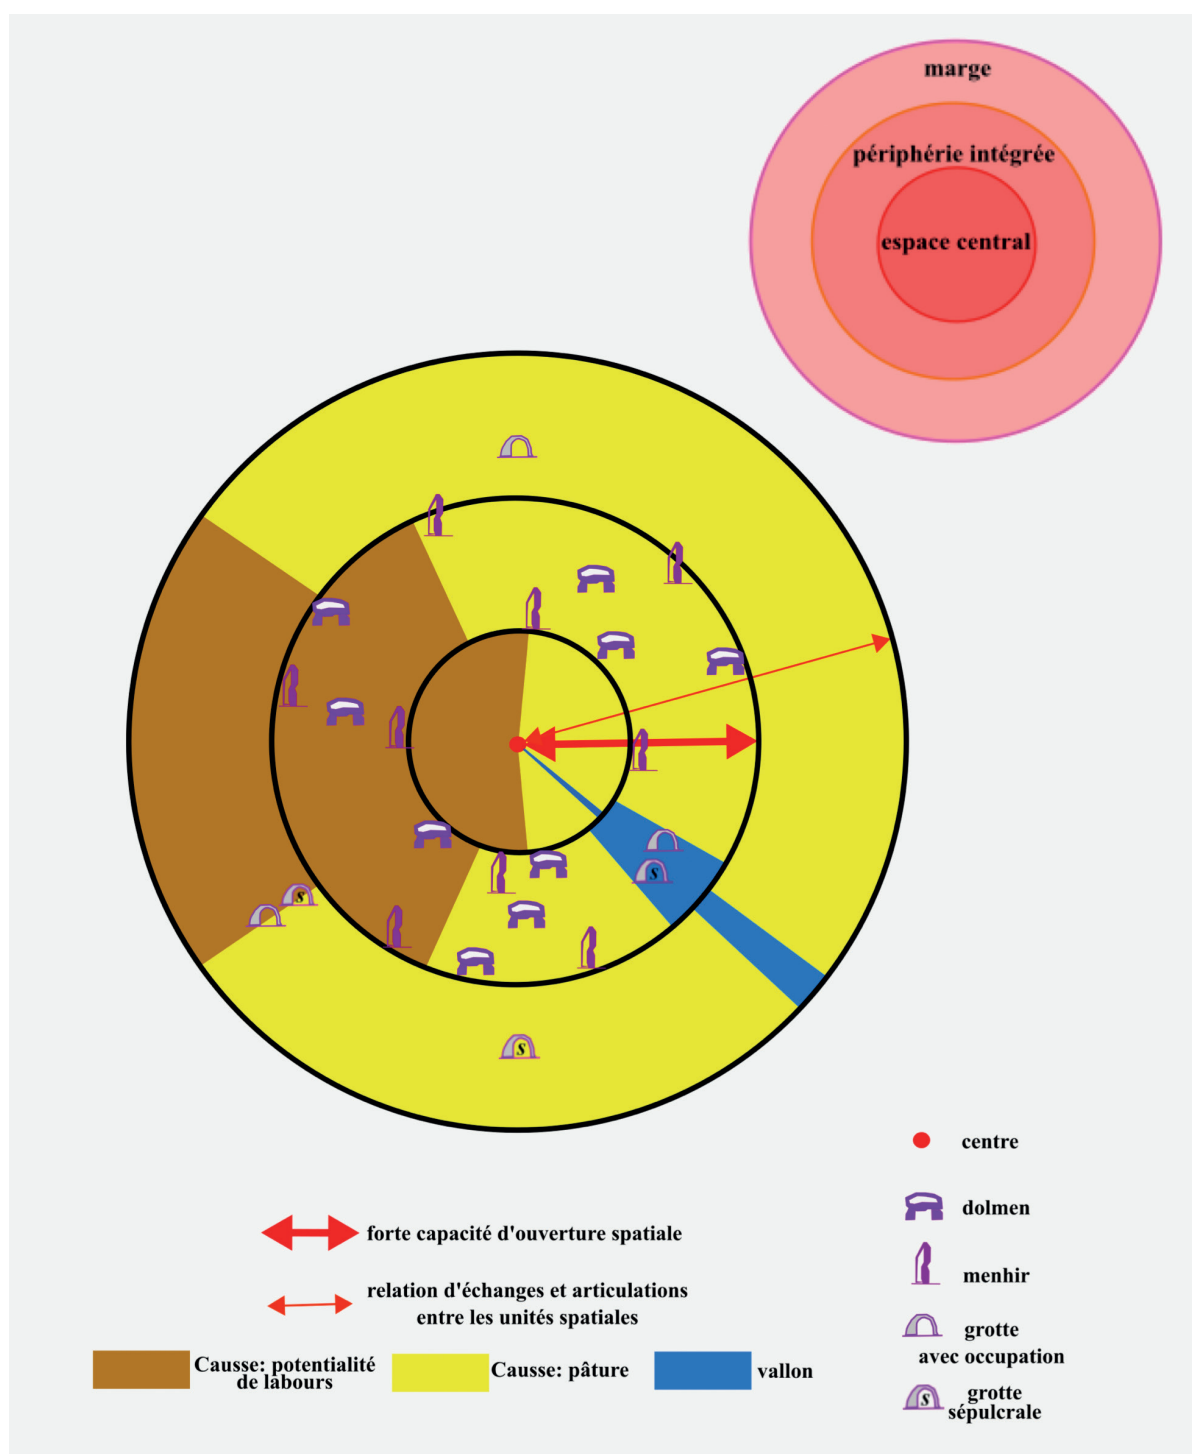 marge
périphérie intégrée
espace central
S
S
S
centre
dolmen
menhir
grotte
avec occupation
S
grotte
sépulcrale
forte capacité d'ouverture spatiale
relation d'échanges et articulations
entre les unités spatiales
Causse: potentialité
de labours
Causse: pâture
vallon